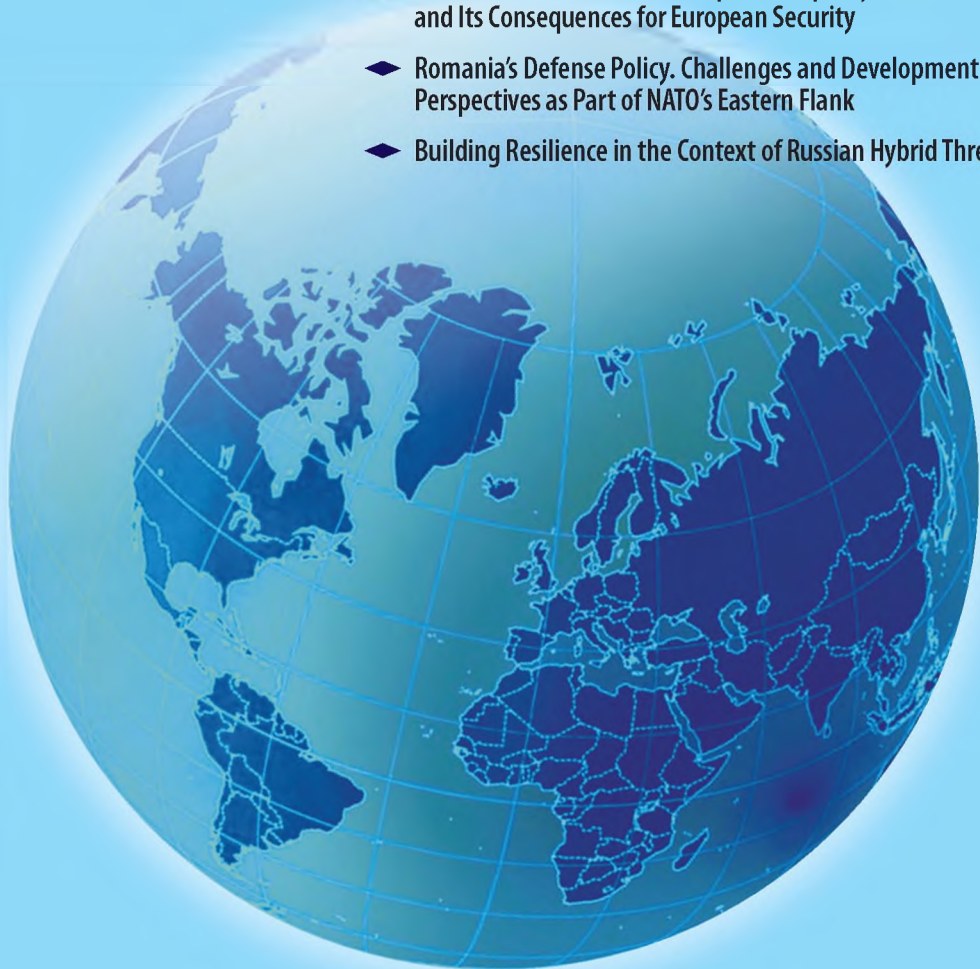 and Its Consequences for European Security
Romania's Defense Policy. Challenges and Development
Perspectives as Part of NATO's Eastern Flank
Building Resilience in the Context of Russian Hybrid